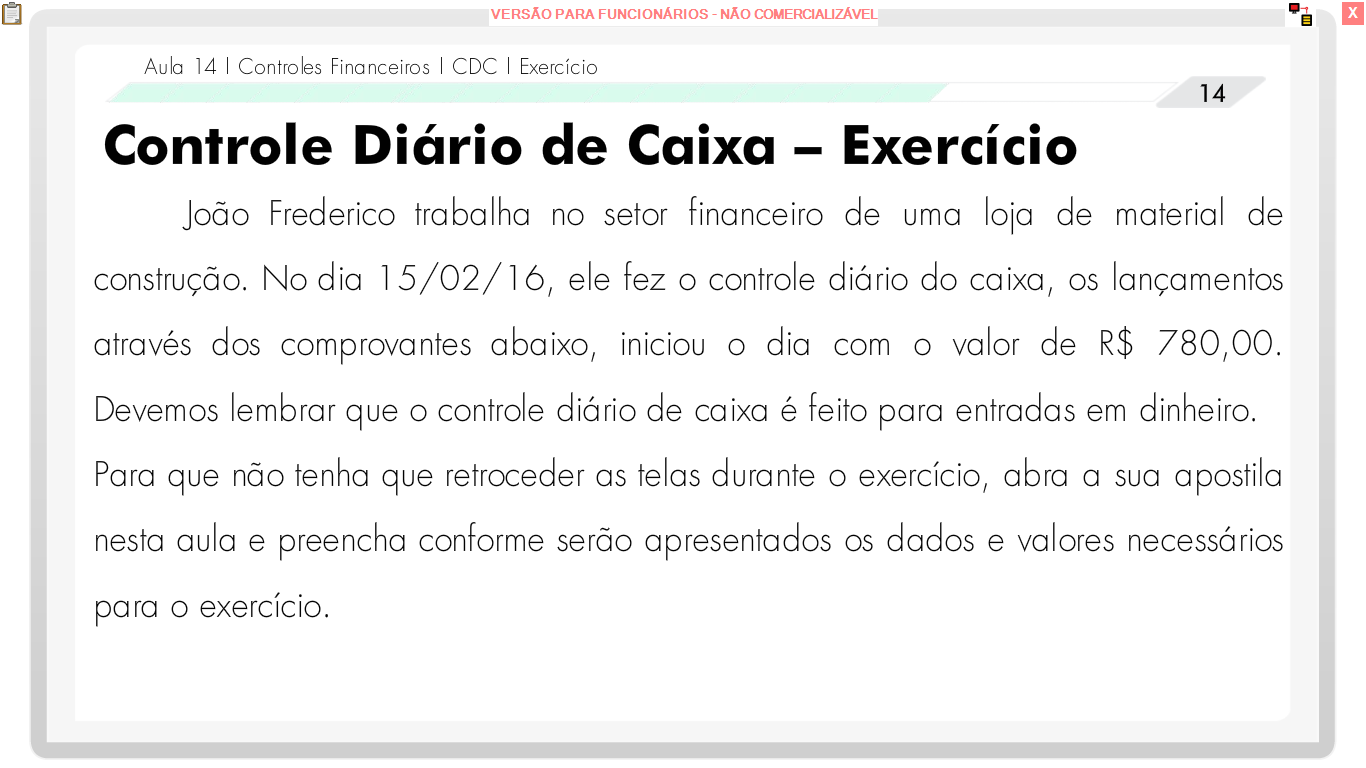 VERSÃO PARA FUNCIONÁRIOS - NÃO COMERCIALIZÁVEL
X
Aula 14 l Controles Financeiros l CDC l Exercício
14
Controle Diário de Caixa – Exercício
João Frederico trabalha no setor financeiro de uma loja de material de
construção. No dia 15/02/16, ele fez o controle diário do caixa, os lançamentos
através dos comprovantes abaixo, iniciou o dia com o valor de R$ 780,00.
Devemos lembrar que o controle diário de caixa é feito para entradas em dinheiro.
Para que não tenha que retroceder as telas durante o exercício, abra a sua apostila
nesta aula e preencha conforme serão apresentados os dados e valores necessários
para o exercício.